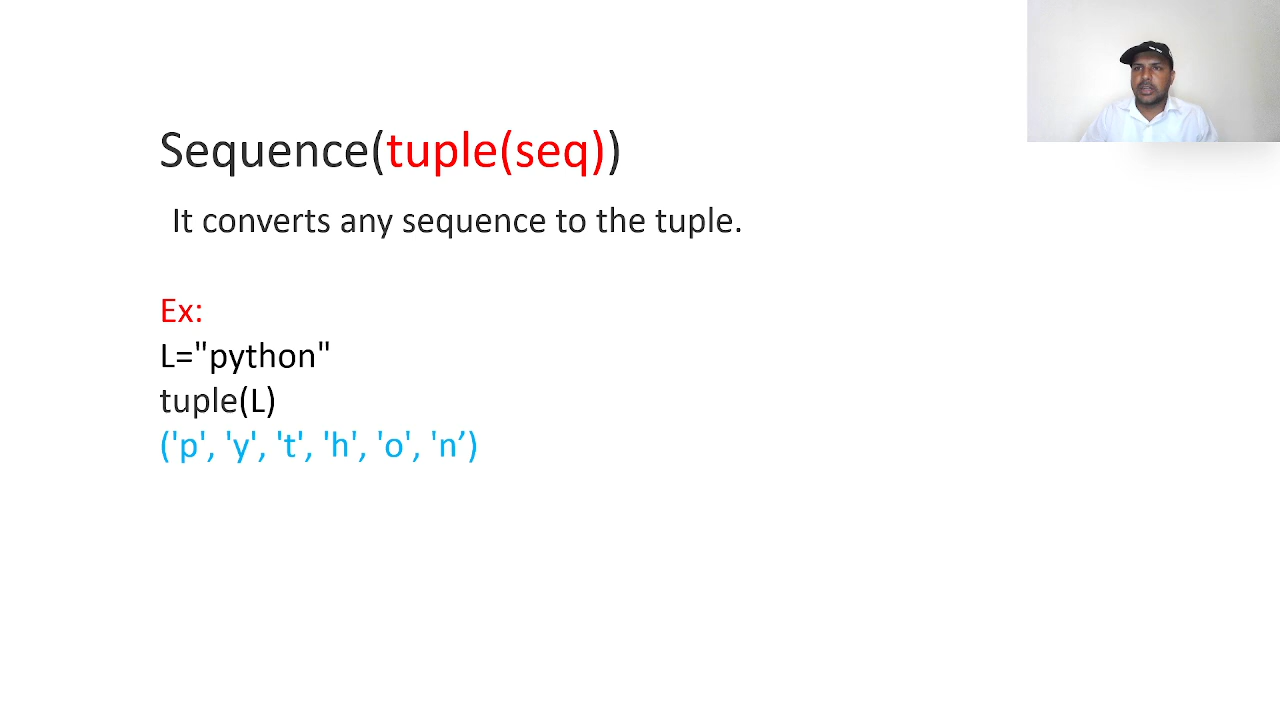 Sequence(tuple(seq))
It converts any sequence to the tuple.
Ex:
L="python"
tuple(L)
('p', 'y', 't', 'h', 'o', 'n’)